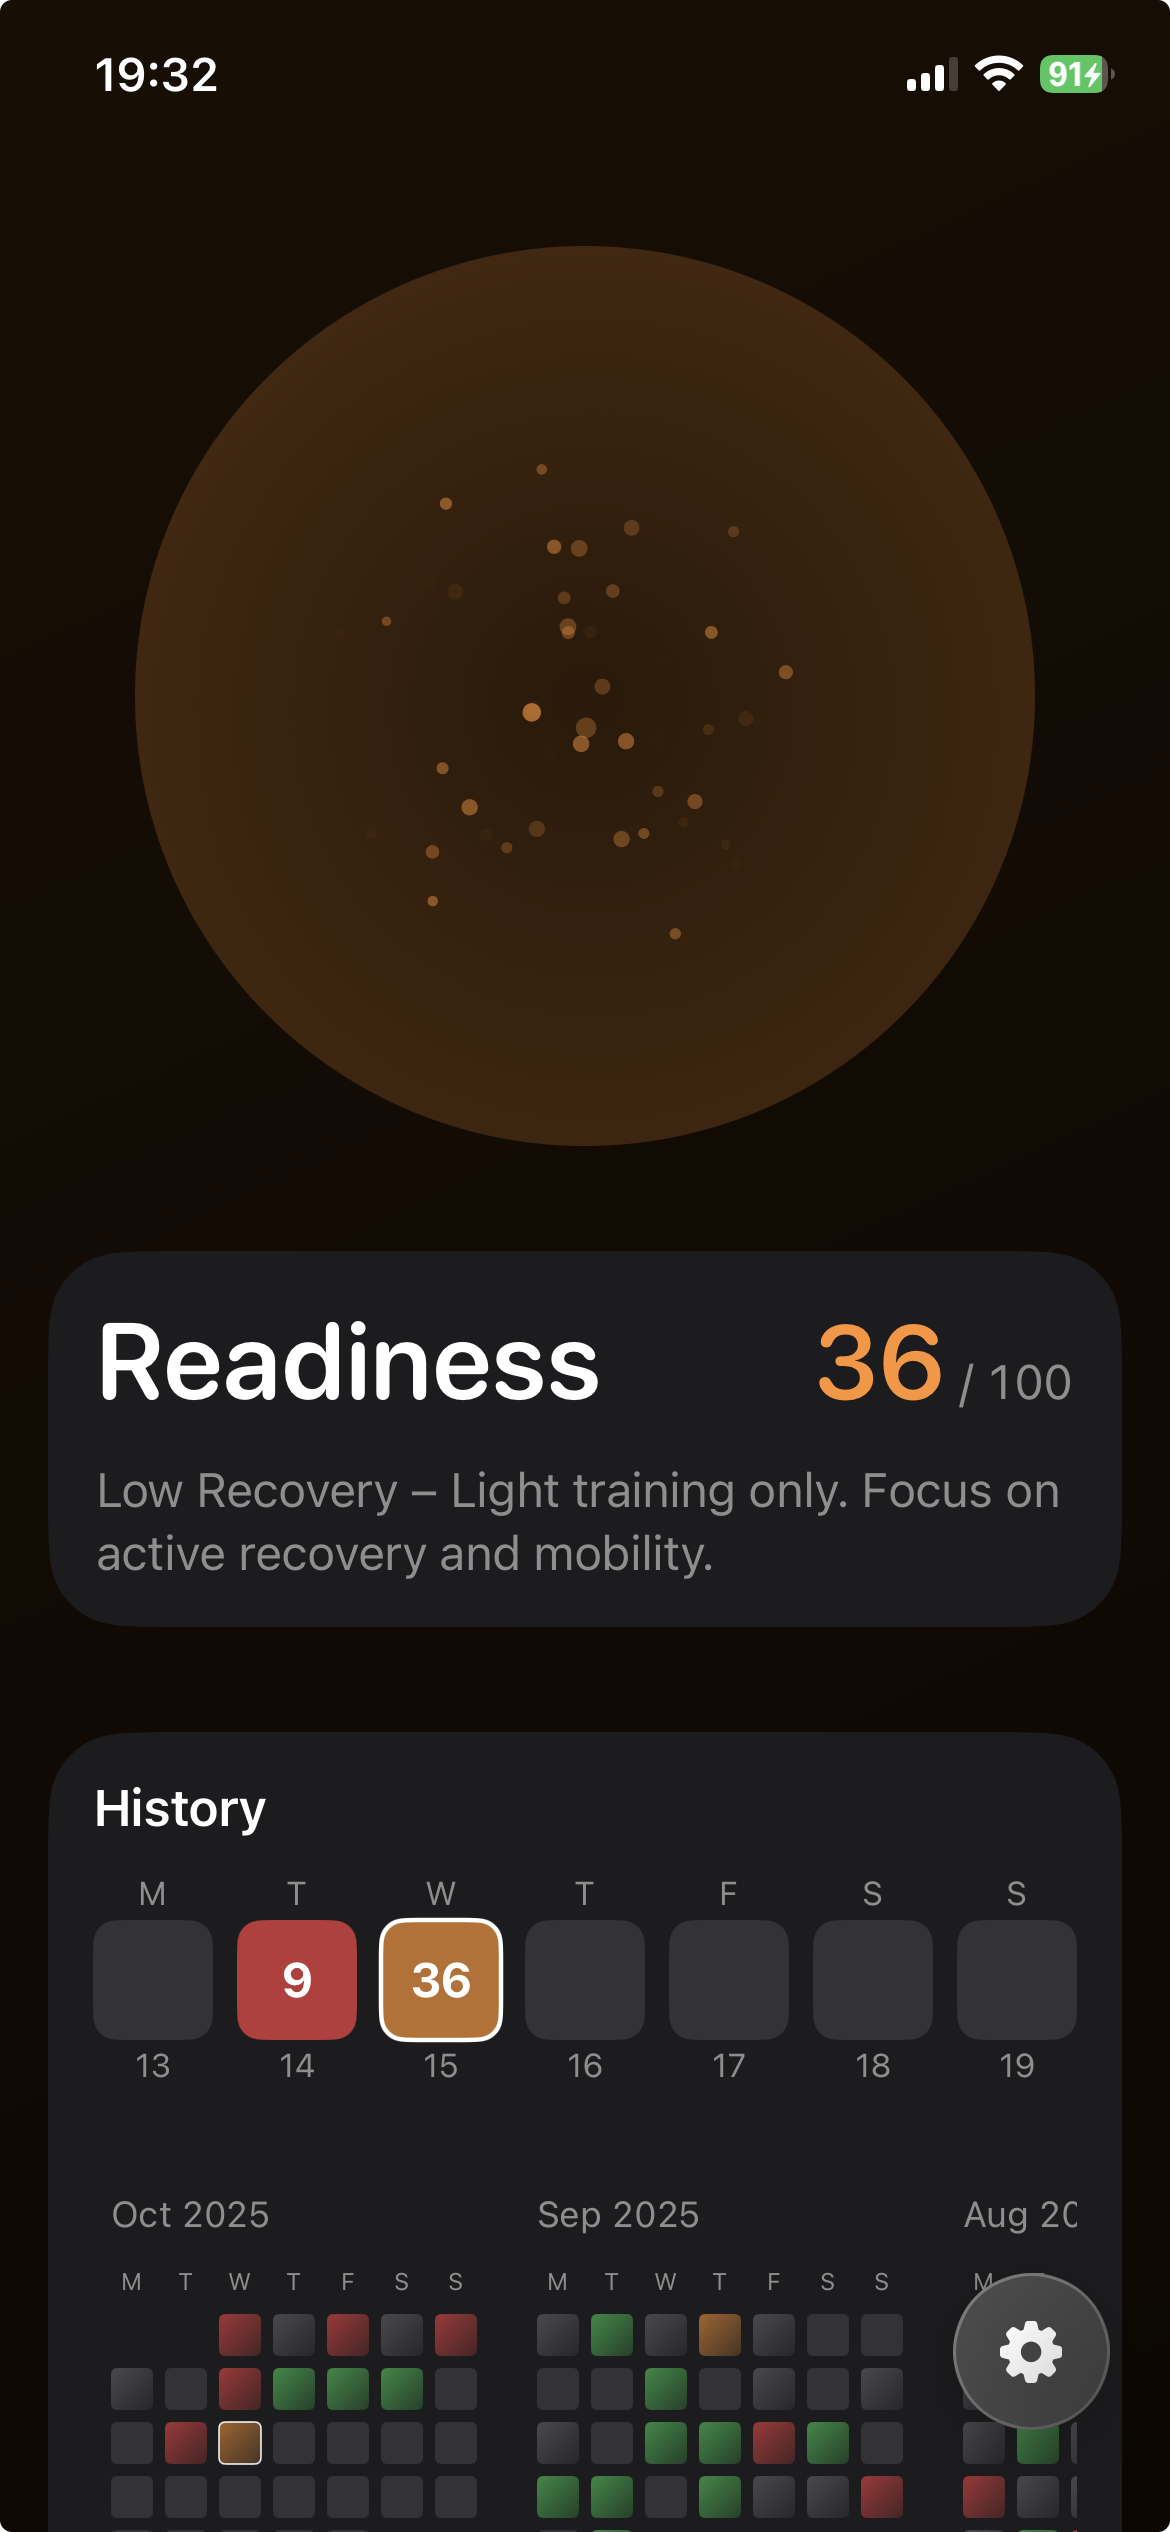 19:32
91
Readiness
36 / 100
Low Recovery – Light training only. Focus on
active recovery and mobility.
History
M T W T F S S
9 36
13 14 15 16 17 18 19
Oct 2025 Sep 2025 Aug 20
M T W T F S S M T W T F S S M